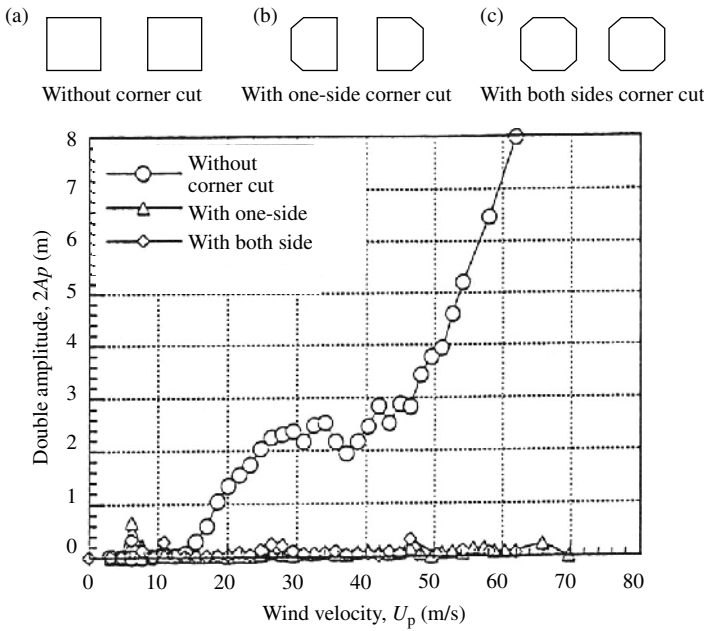 (a)
(b)
(c)
Without corner cut
With one-side corner cut
With both sides corner cut
8
7
6
5
4
3
2
1
0
Double amplitude, 2Ap (m)
Without
corner cut
With one-side
With both side
0 10 20 30 40 50 60 70 80
Wind velocity, Up (m/s)